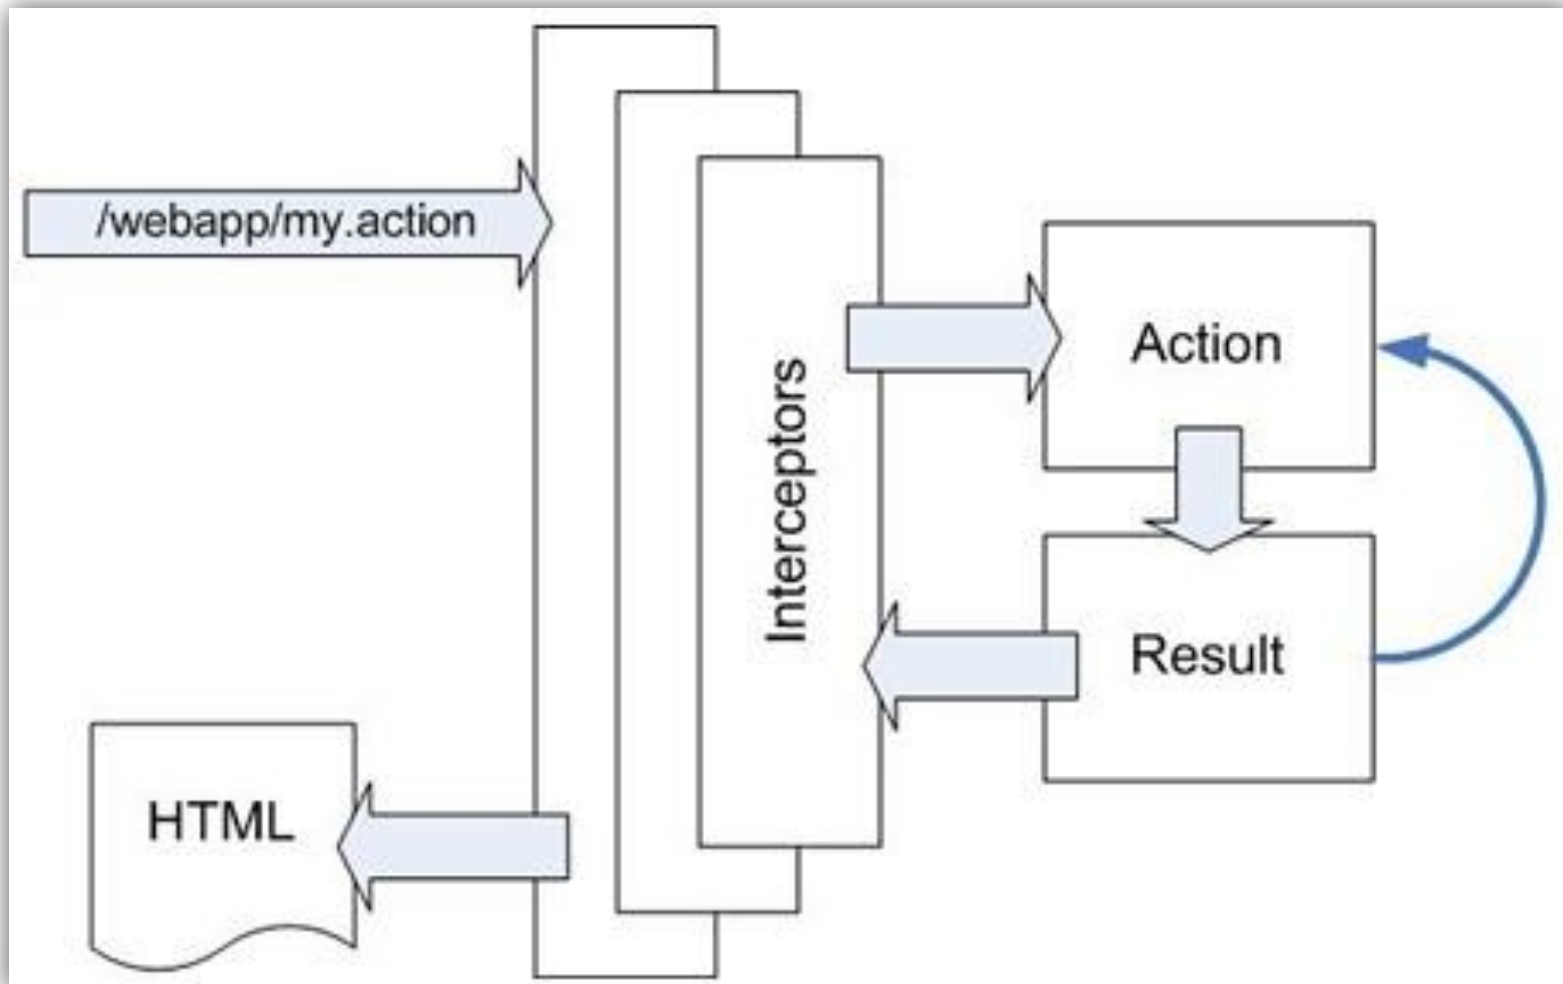 /webapp/my.action
Action
Interceptors
Result
HTML